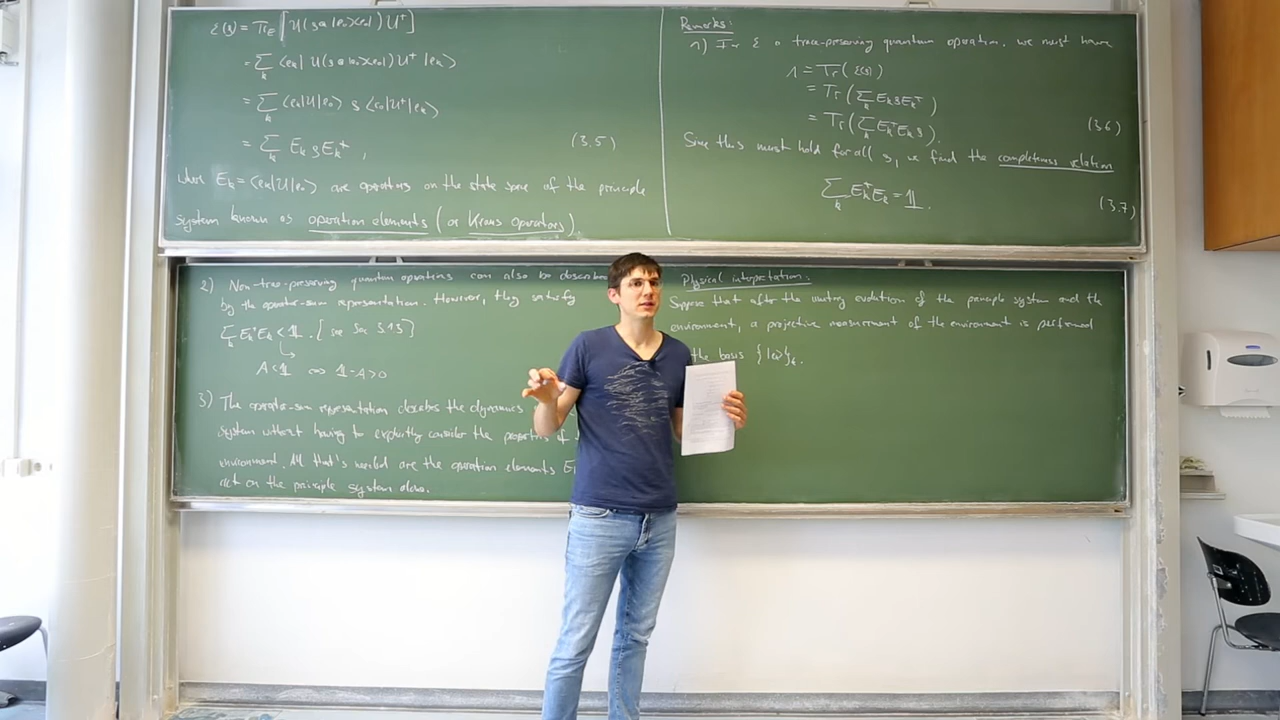 ε(ρ) = Tr_E [U(ρ⊗|e₀><e₀|)U†]
= Σ_k <e_k| U(ρ⊗|e₀><e₀|)U† |e_k>
= Σ_k <e_k|U|e₀> ρ <e₀|U†|e_k>
= Σ_k E_k ρ E_k† , (3.5)
where E_k = <e_k|U|e₀> are operators on the state space of the principle
system known as operation elements (or Kraus Operators)
Remarks:
1) For ε a trace-preserving quantum operation, we must have
1 = Tr(ε(ρ))
= Tr(Σ_k E_k ρ E_k†)
= Tr(Σ_k E_k† E_k ρ). (3.6)
Since this must hold for all ρ, we find the completeness relation
Σ_k E_k† E_k = 𝟙. (3.7)
2) Non-trace-preserving quantum operations can also be described
by the operator-sum representation. However, they satisfy
Σ_k E_k† E_k < 𝟙. [see Sec 3.1.3]
A < 𝟙 ⇔ 𝟙 - A > 0
3) The operator-sum representation describes the dynamics
system without having to explicitly consider the properties of
environment. All that's needed are the operation elements E
act on the principle system alone.
Physical interpretation:
Suppose that after the unitary evolution of the principle system and the
environment, a projective measurement of the environment is performed
the basis {|e_k>}_k.